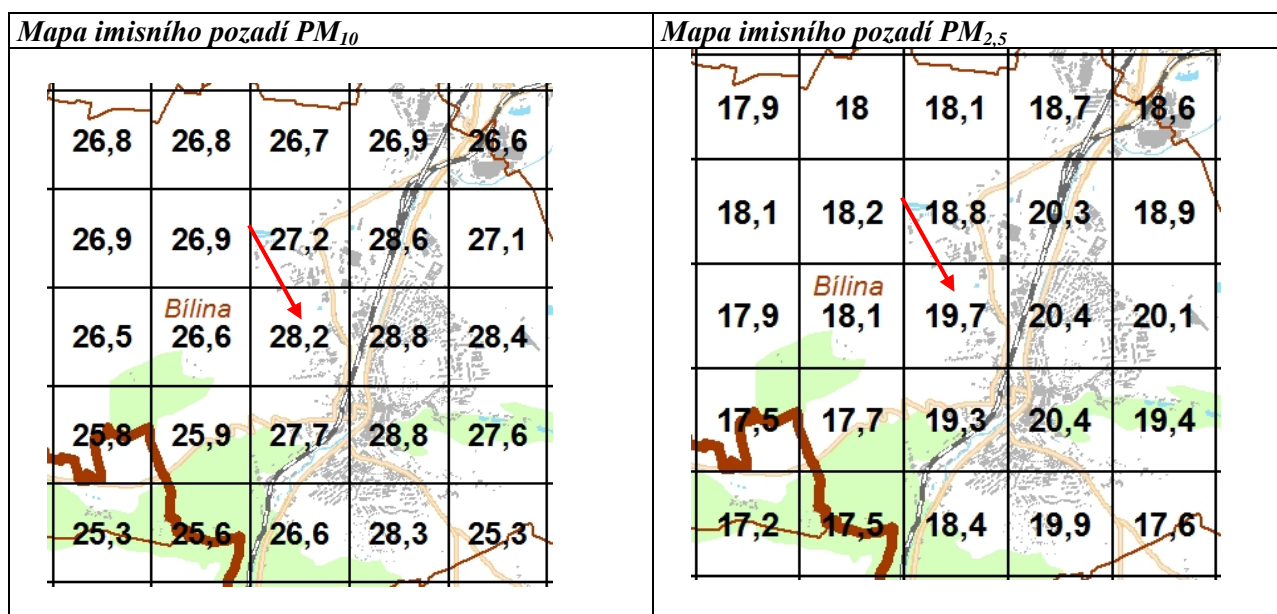 Mapa imisního pozadí PM10
26,8 26,8 26,7 26,9 26,6
26,9 26,9 27,2 28,6 27,1
Bílina
26,5 26,6 28,2 28,8 28,4
25,8 25,9 27,7 28,8 27,6
25,3 25,6 26,6 28,3 25,3
Mapa imisního pozadí PM2,5
17,9 18 18,1 18,7 18,6
18,1 18,2 18,8 20,3 18,9
Bílina
17,9 18,1 19,7 20,4 20,1
17,5 17,7 19,3 20,4 19,4
17,2 17,5 18,4 19,9 17,6